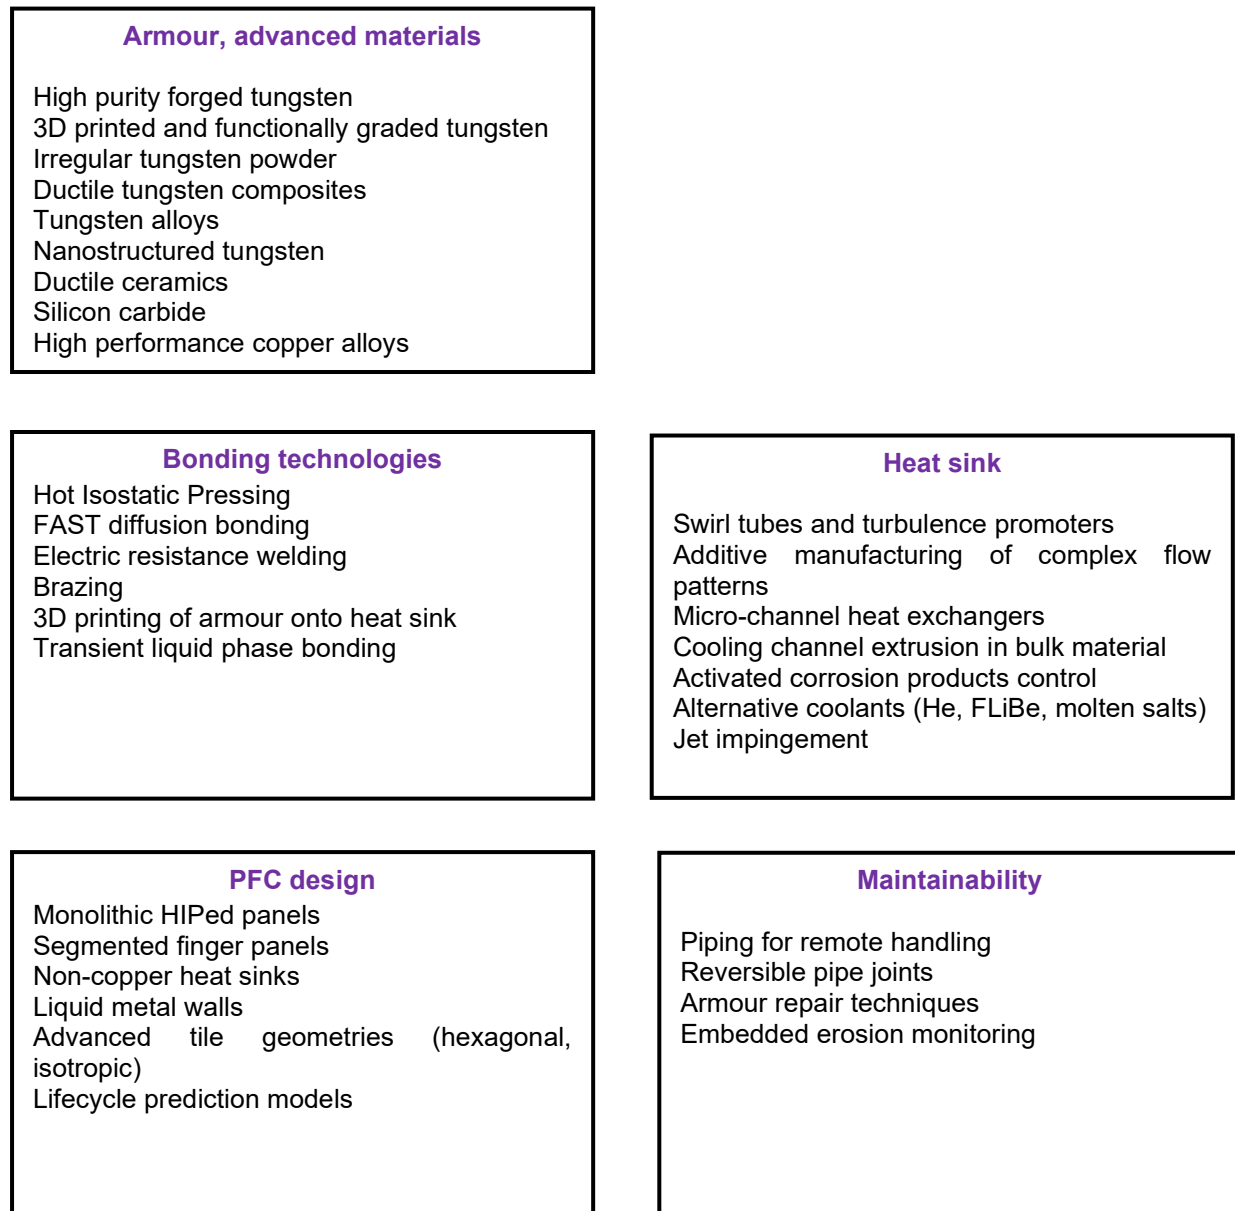 Armour, advanced materials
High purity forged tungsten
3D printed and functionally graded tungsten
Irregular tungsten powder
Ductile tungsten composites
Tungsten alloys
Nanostructured tungsten
Ductile ceramics
Silicon carbide
High performance copper alloys
Bonding technologies
Hot Isostatic Pressing
FAST diffusion bonding
Electric resistance welding
Brazing
3D printing of armour onto heat sink
Transient liquid phase bonding
Heat sink
Swirl tubes and turbulence promoters
Additive manufacturing of complex flow
patterns
Micro-channel heat exchangers
Cooling channel extrusion in bulk material
Activated corrosion products control
Alternative coolants (He, FLiBe, molten salts)
Jet impingement
PFC design
Monolithic HIPed panels
Segmented finger panels
Non-copper heat sinks
Liquid metal walls
Advanced tile geometries (hexagonal,
isotropic)
Lifecycle prediction models
Maintainability
Piping for remote handling
Reversible pipe joints
Armour repair techniques
Embedded erosion monitoring